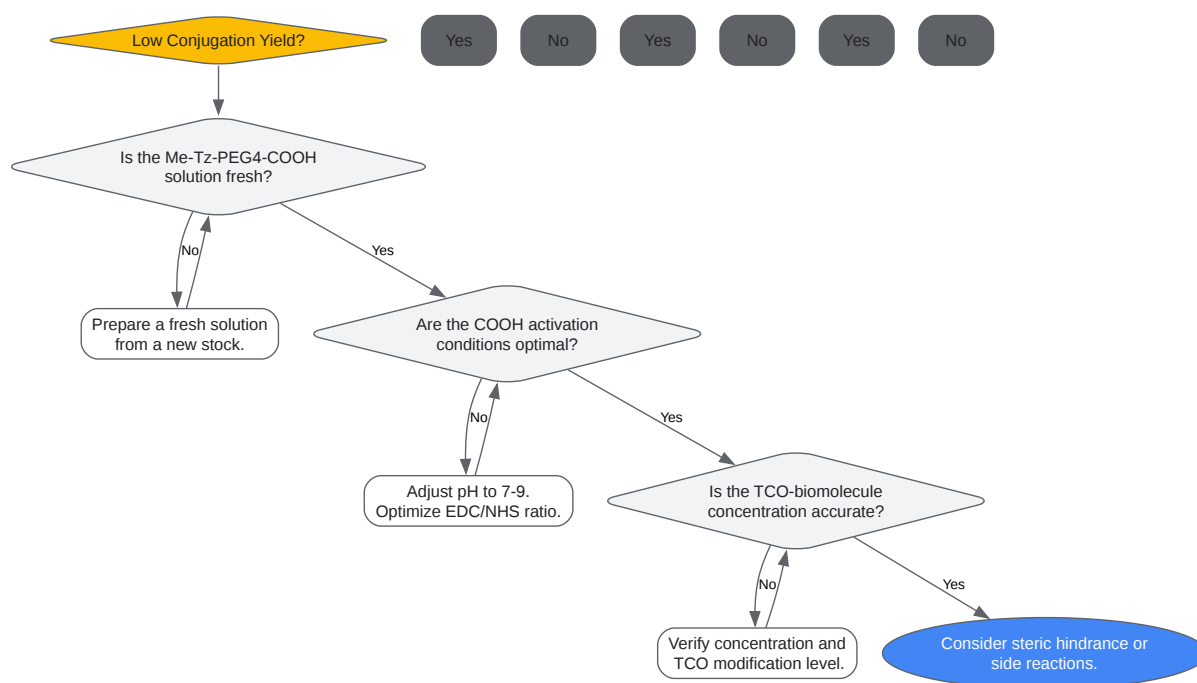 Low Conjugation Yield?
Yes
No
Yes
No
Yes
No
Is the Me-Tz-PEG4-COOH
solution fresh?
No
Yes
Prepare a fresh solution
from a new stock.
Are the COOH activation
conditions optimal?
No
Yes
Adjust pH to 7-9.
Optimize EDC/NHS ratio.
Is the TCO-biomolecule
concentration accurate?
No
Yes
Verify concentration and
TCO modification level.
Consider steric hindrance or
side reactions.